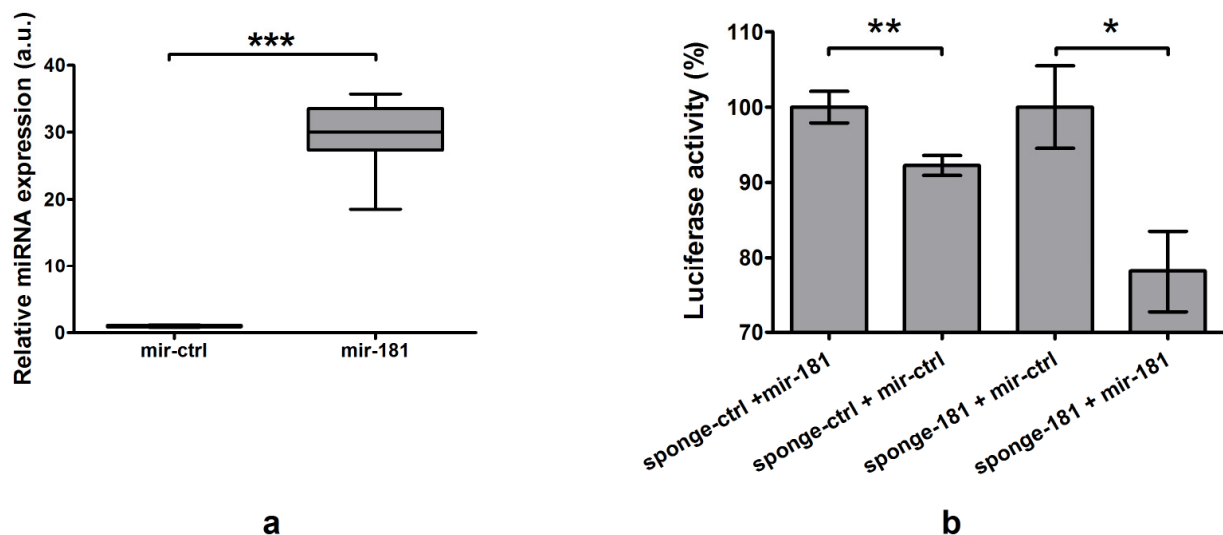 Relative miRNA expression (a.u.)
40
30
20
10
0
***
mir-ctrl
mir-181
a
Luciferase activity (%)
110
100
90
80
70
**
*
sponge-ctrl +mir-181
sponge-ctrl + mir-ctrl
sponge-181 + mir-ctrl
sponge-181 + mir-181
b